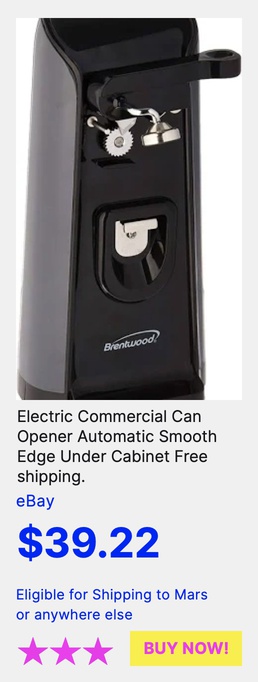 Brentwood
Electric Commercial Can
Opener Automatic Smooth
Edge Under Cabinet Free
shipping.
eBay
$39.22
Eligible for Shipping to Mars
or anywhere else
BUY NOW!